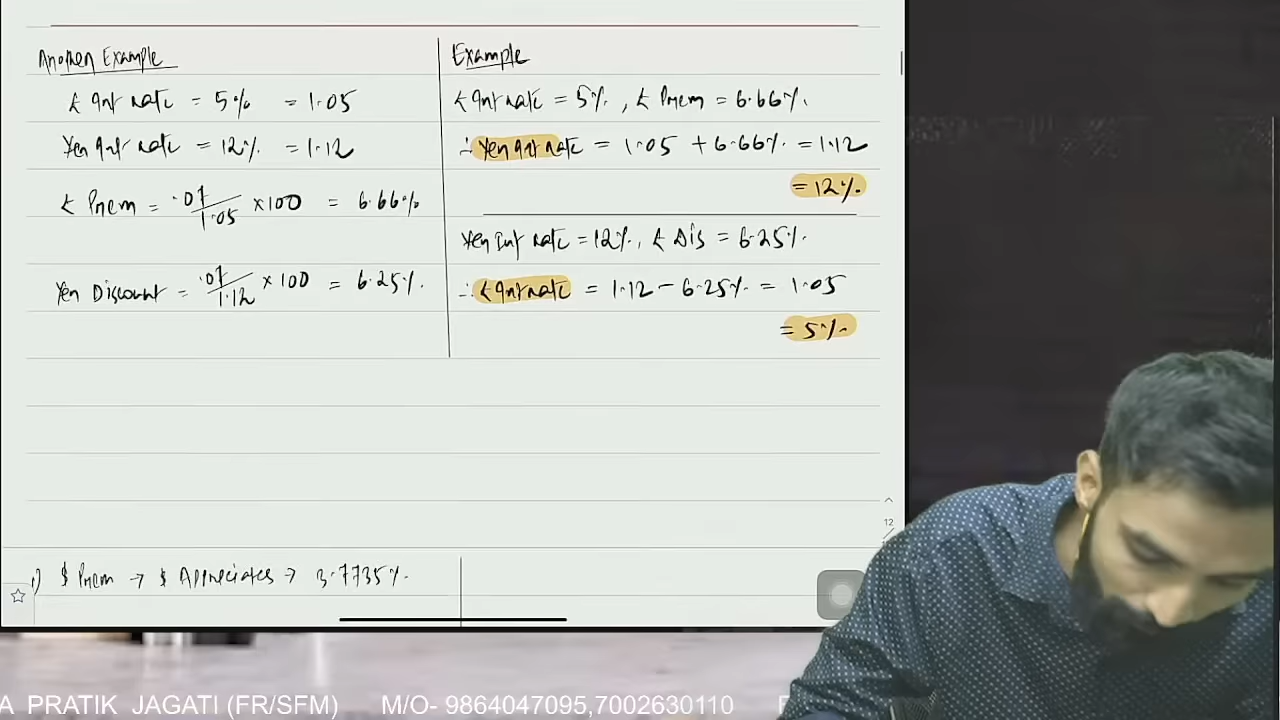 Another Example
£ Int rate = 5% = 1.05
Yen Int rate = 12% = 1.12
£ Prem = .07/1.05 ×100 = 6.66%
Yen Discount = .07/1.12 × 100 = 6.25%.
Example
£ Int rate = 5%, £ Prem = 6.66%.
∴ Yen Int rate = 1.05 + 6.66% = 1.12
= 12%.
Yen Int rate = 12%, £ Dis = 6.25%.
∴ £ Int rate = 1.12 - 6.25% = 1.05
= 5%.
12
1) $ Prem → $ Appreciates → 3.7735%.
A PRATIK JAGATI (FR/SFM) M/O- 9864047095,7002630110